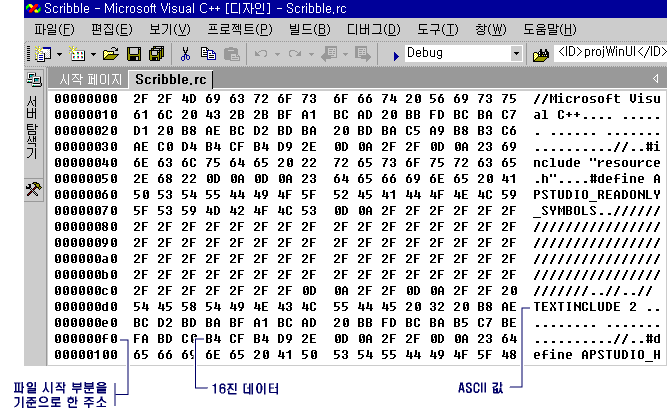 Scribble - Microsoft Visual C++ [디자인] - Scribble.rc
파일(F) 편집(E) 보기(V) 프로젝트(P) 빌드(B) 디버그(D) 도구(T) 창(W) 도움말(H)
Debug <ID>projWinUI</ID>
시작 페이지 Scribble.rc
서버 탐색기
00000000 2F 2F 4D 69 63 72 6F 73 6F 66 74 20 56 69 73 75 //Microsoft Visu
00000010 61 6C 20 43 2B 2B BF A1 BC AD 20 BB FD BC BA C7 al C++.... .....
00000020 D1 20 B8 AE BC D2 BD BA 20 BD BA C5 A9 B8 B3 C6 . ...... .......
00000030 AE C0 D4 B4 CF B4 D9 2E 0D 0A 2F 2F 0D 0A 23 69 ..........//..#i
00000040 6E 63 6C 75 64 65 20 22 72 65 73 6F 75 72 63 65 nclude "resource
00000050 2E 68 22 0D 0A 0D 0A 23 64 65 66 69 6E 65 20 41 .h"....#define A
00000060 50 53 54 55 44 49 4F 5F 52 45 41 44 4F 4E 4C 59 PSTUDIO_READONLY
00000070 5F 53 59 4D 42 4F 4C 53 0D 0A 2F 2F 2F 2F 2F 2F _SYMBOLS..//////
00000080 2F 2F 2F 2F 2F 2F 2F 2F 2F 2F 2F 2F 2F 2F 2F 2F ////////////////
00000090 2F 2F 2F 2F 2F 2F 2F 2F 2F 2F 2F 2F 2F 2F 2F 2F ////////////////
000000a0 2F 2F 2F 2F 2F 2F 2F 2F 2F 2F 2F 2F 2F 2F 2F 2F ////////////////
000000b0 2F 2F 2F 2F 2F 2F 2F 2F 2F 2F 2F 2F 2F 2F 2F 2F ////////////////
000000c0 2F 2F 2F 2F 2F 2F 2F 0D 0A 2F 2F 0D 0A 2F 2F 20 ///////..//..//
000000d0 54 45 58 54 49 4E 43 4C 55 44 45 20 32 20 B8 AE TEXTINCLUDE 2 ..
000000e0 BC D2 BD BA BF A1 BC AD 20 BB FD BC BA B5 C7 BE ........ .......
000000f0 FA BD C0 B4 CF B4 D9 2E 0D 0A 2F 2F 0D 0A 23 64 ..........//..#d
00000100 65 66 69 6E 65 20 41 50 53 54 55 44 49 4F 5F 48 efine APSTUDIO_H
파일 시작 부분을
기준으로 한 주소
16진 데이터
ASCII 값